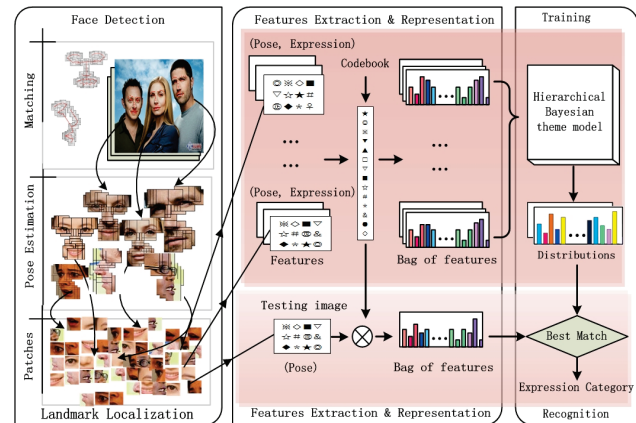 Face Detection
Matching
Pose Estimation
Patches
Landmark Localization
Features Extraction & Representation
(Pose, Expression)
Codebook
(Pose, Expression)
Features
Bag of features
Testing image
(Pose)
Bag of features
Features Extraction & Representation
Training
Hierarchical
Bayesian
theme model
Distributions
Best Match
Expression Category
Recognition